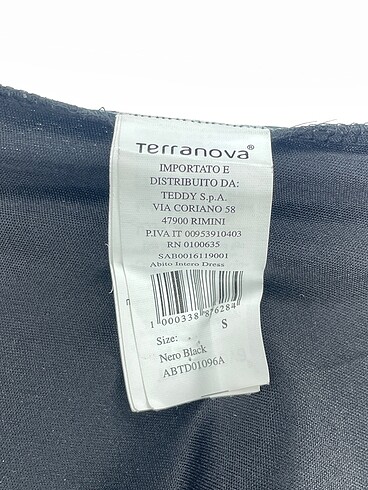 Terranova®
IMPORTATO E
DISTRIBUITO DA:
TEDDY S.p.A.
VIA CORIANO 58
47900 RIMINI
P.IVA IT 00953910403
RN 0100635
SAB0016119001
Abito Intero Dress
1 000338 876284
Size: S
Nero Black
ABTD01096A